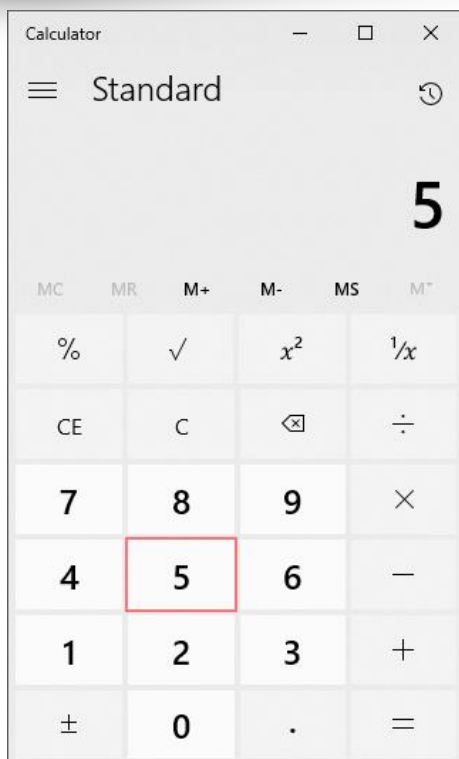 Calculator
Standard
5
MC MR M+ M- MS M˅
% √ x² ¹/x
CE C ÷
7 8 9 ×
4 5 6 −
1 2 3 +
± 0 . =